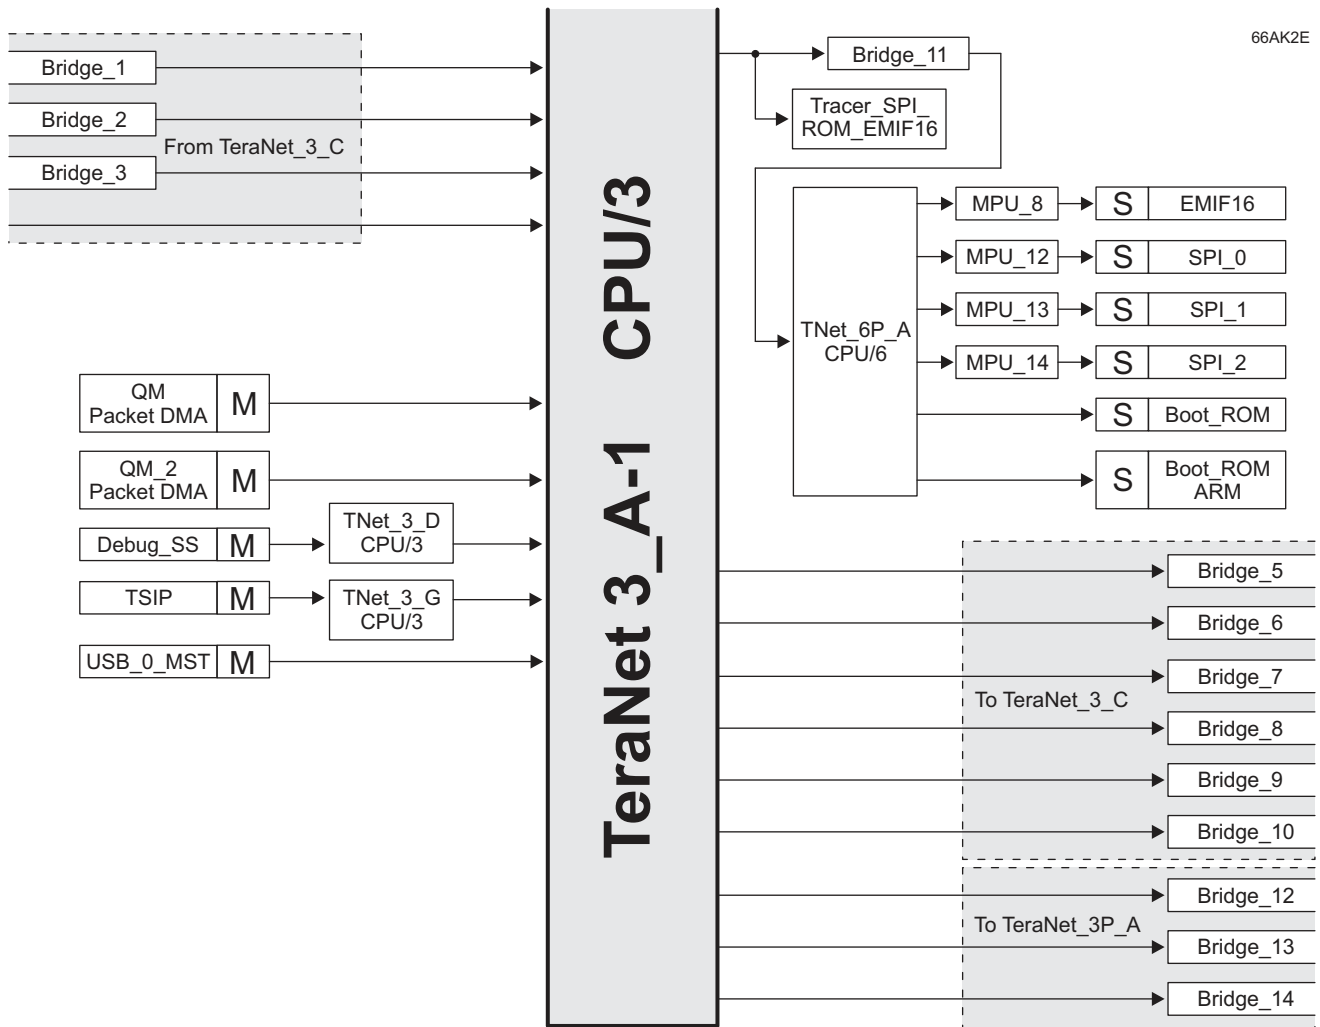 66AK2E
Bridge_1
Bridge_2
From TeraNet_3_C
Bridge_3
QM
Packet DMA
M
QM_2
Packet DMA
M
Debug_SS
M
TNet_3_D
CPU/3
TSIP
M
TNet_3_G
CPU/3
USB_0_MST
M
TeraNet 3_A-1 CPU/3
Bridge_11
Tracer_SPI_
ROM_EMIF16
TNet_6P_A
CPU/6
MPU_8
S
EMIF16
MPU_12
S
SPI_0
MPU_13
S
SPI_1
MPU_14
S
SPI_2
S
Boot_ROM
S
Boot_ROM
ARM
Bridge_5
Bridge_6
Bridge_7
To TeraNet_3_C
Bridge_8
Bridge_9
Bridge_10
Bridge_12
To TeraNet_3P_A
Bridge_13
Bridge_14